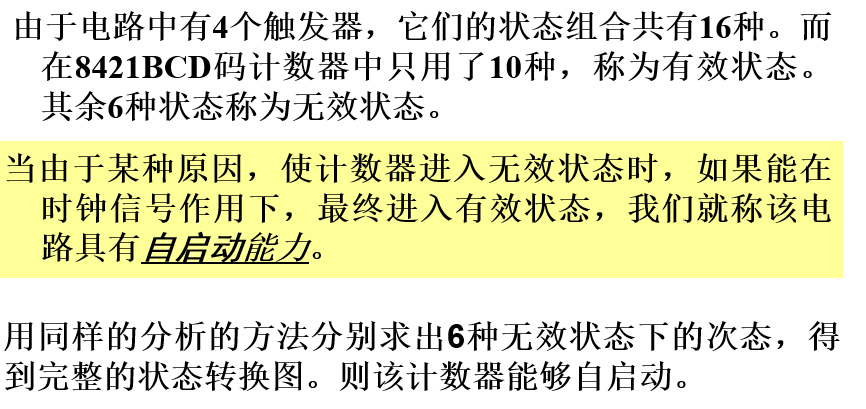 由于电路中有4个触发器，它们的状态组合共有16种。而
在8421BCD码计数器中只用了10种，称为有效状态。
其余6种状态称为无效状态。
当由于某种原因，使计数器进入无效状态时，如果能在
时钟信号作用下，最终进入有效状态，我们就称该电
路具有自启动能力。
用同样的分析的方法分别求出6种无效状态下的次态，得
到完整的状态转换图。则该计数器能够自启动。